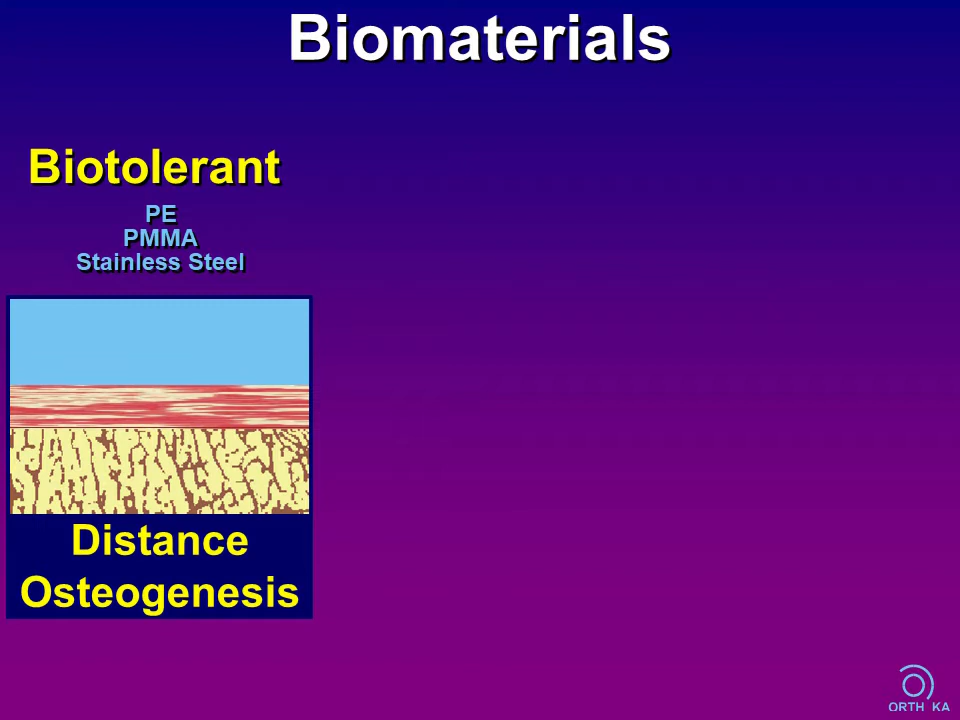 Biomaterials
Biotolerant
PE
PMMA
Stainless Steel
Distance
Osteogenesis
ORTH KA